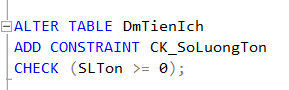 ALTER TABLE DmTienIch
ADD CONSTRAINT CK_SoLuongTon
CHECK (SLTon >= 0);